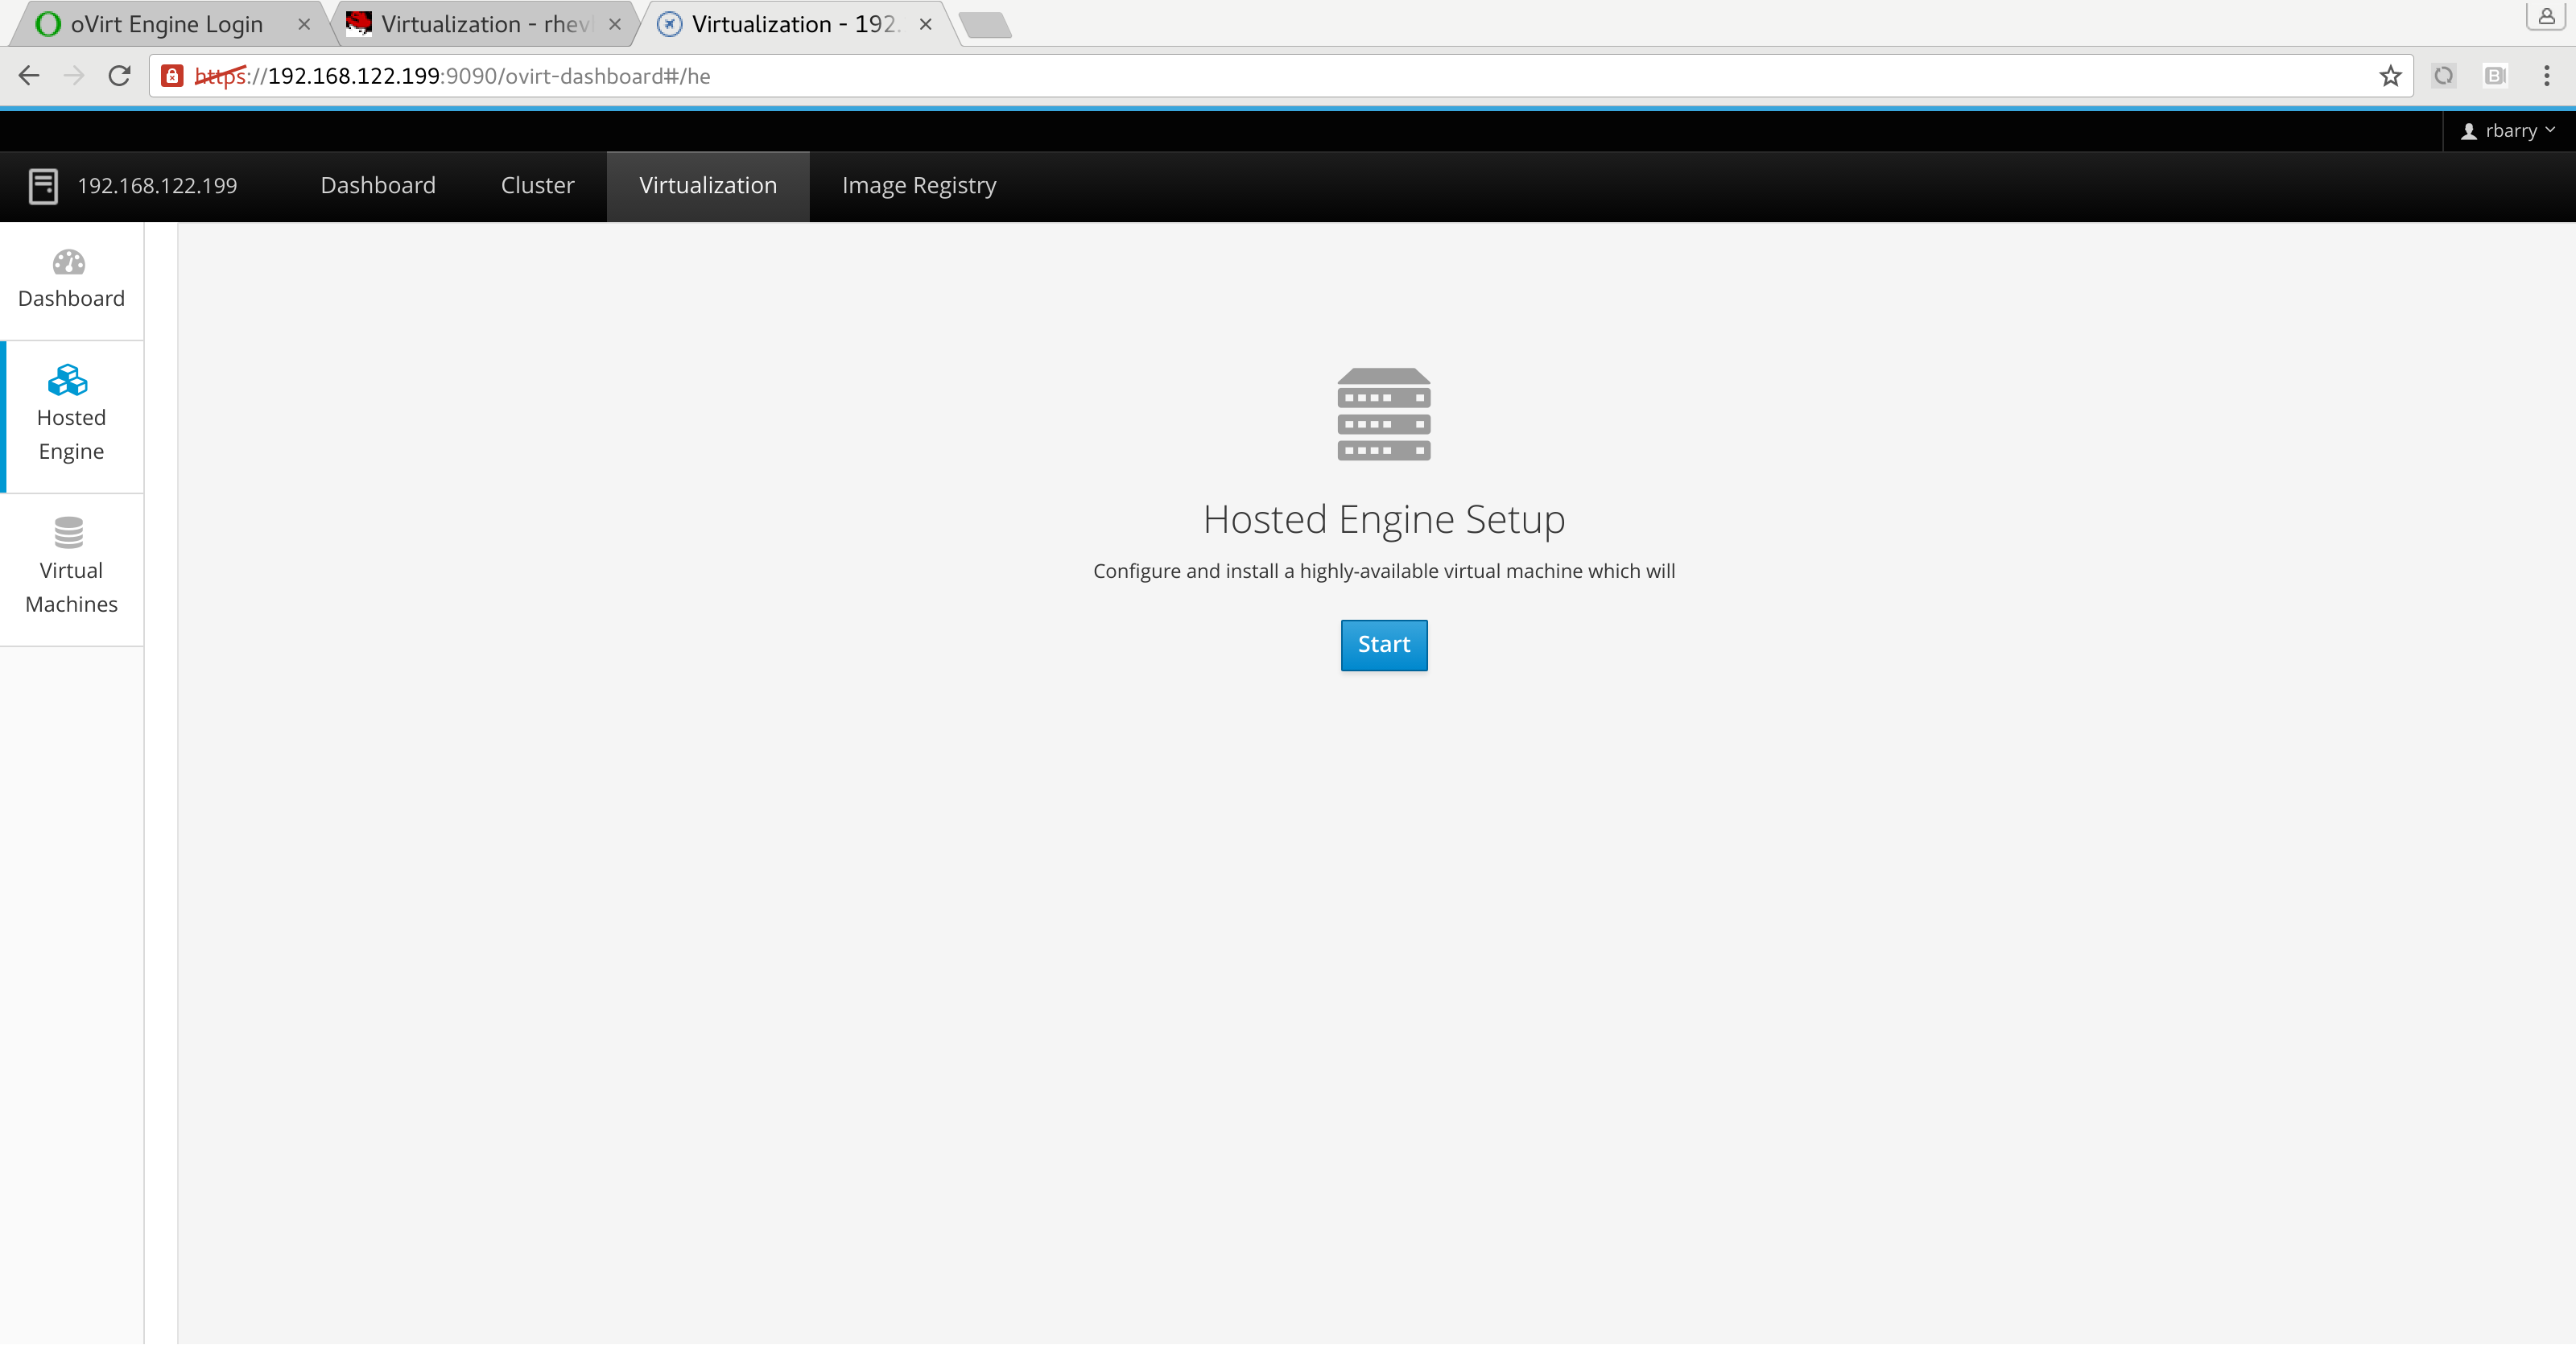 oVirt Engine Login
Virtualization - rhev
Virtualization - 192.
https://192.168.122.199:9090/ovirt-dashboard#/he
rbarry
192.168.122.199 Dashboard Cluster Virtualization Image Registry
Dashboard
Hosted
Engine
Virtual
Machines
Hosted Engine Setup
Configure and install a highly-available virtual machine which will
Start